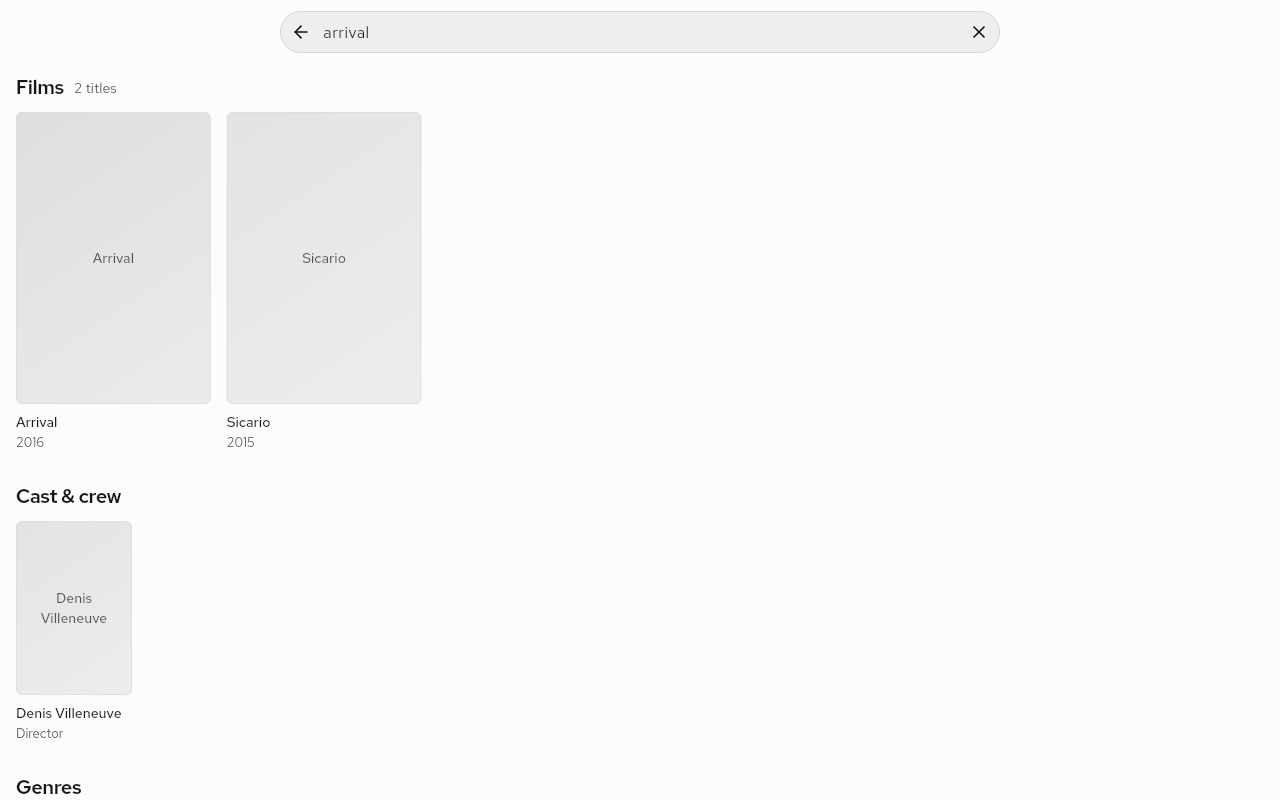 arrival
Films 2 titles
Arrival
Sicario
Arrival
2016
Sicario
2015
Cast & crew
Denis
Villeneuve
Denis Villeneuve
Director
Genres